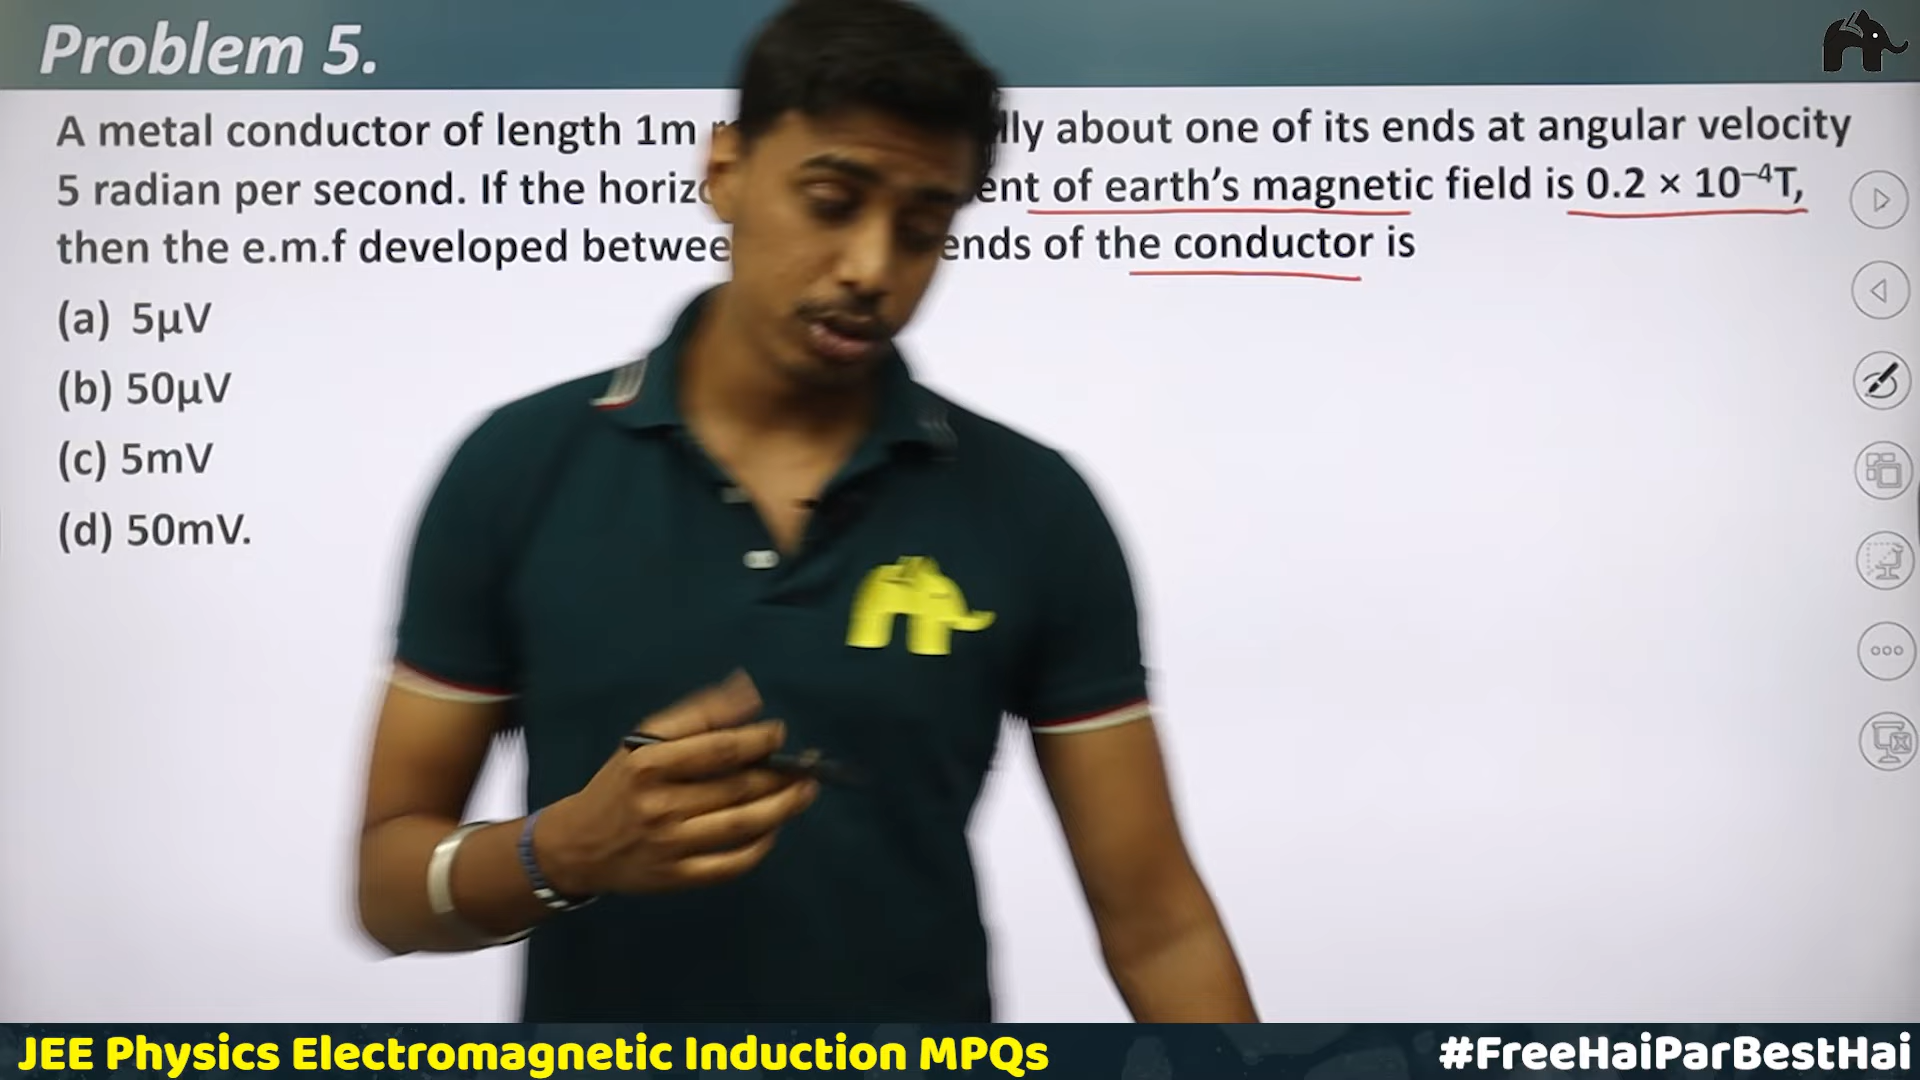 Problem 5.
A metal conductor of length 1m lly about one of its ends at angular velocity
5 radian per second. If the horiz ent of earth's magnetic field is 0.2 × 10⁻⁴T,
then the e.m.f developed betwee ends of the conductor is
(a) 5μV
(b) 50μV
(c) 5mV
(d) 50mV.
JEE Physics Electromagnetic Induction MPQs
#FreeHaiParBestHai